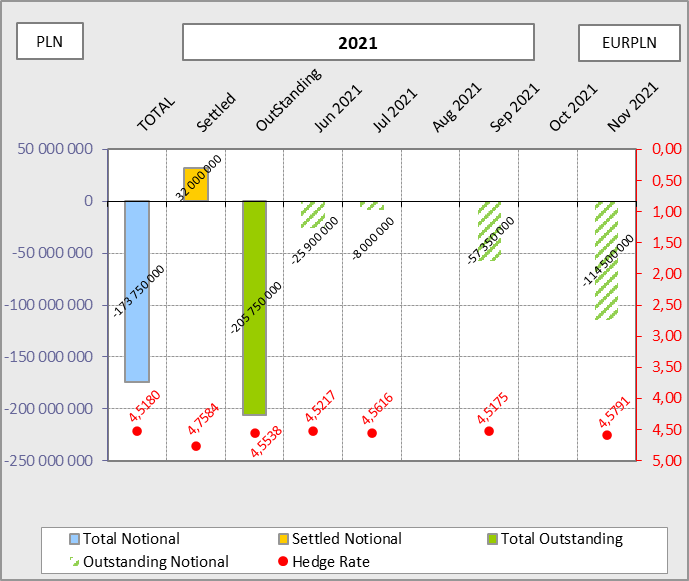 PLN
2021
EURPLN
TOTAL
Settled
OutStanding
Jun 2021
Jul 2021
Aug 2021
Sep 2021
Oct 2021
Nov 2021
50 000 000
0
-50 000 000
-100 000 000
-150 000 000
-200 000 000
-250 000 000
0,00
0,50
1,00
1,50
2,00
2,50
3,00
3,50
4,00
4,50
5,00
-173 750 000
32 000 000
-205 750 000
-25 900 000
-8 000 000
-57 350 000
-114 500 000
4,5180
4,7584
4,5538
4,5217
4,5616
4,5175
4,5791
Total Notional
Settled Notional
Total Outstanding
Outstanding Notional
Hedge Rate